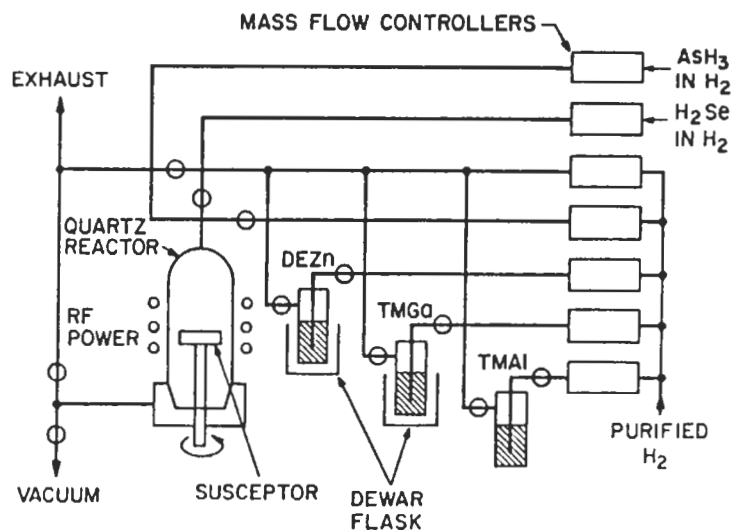 MASS FLOW CONTROLLERS
EXHAUST
AsH3
IN H2
H2Se
IN H2
QUARTZ
REACTOR
DEZn
RF
POWER
TMGa
TMAl
PURIFIED
H2
VACUUM
SUSCEPTOR
DEWAR
FLASK